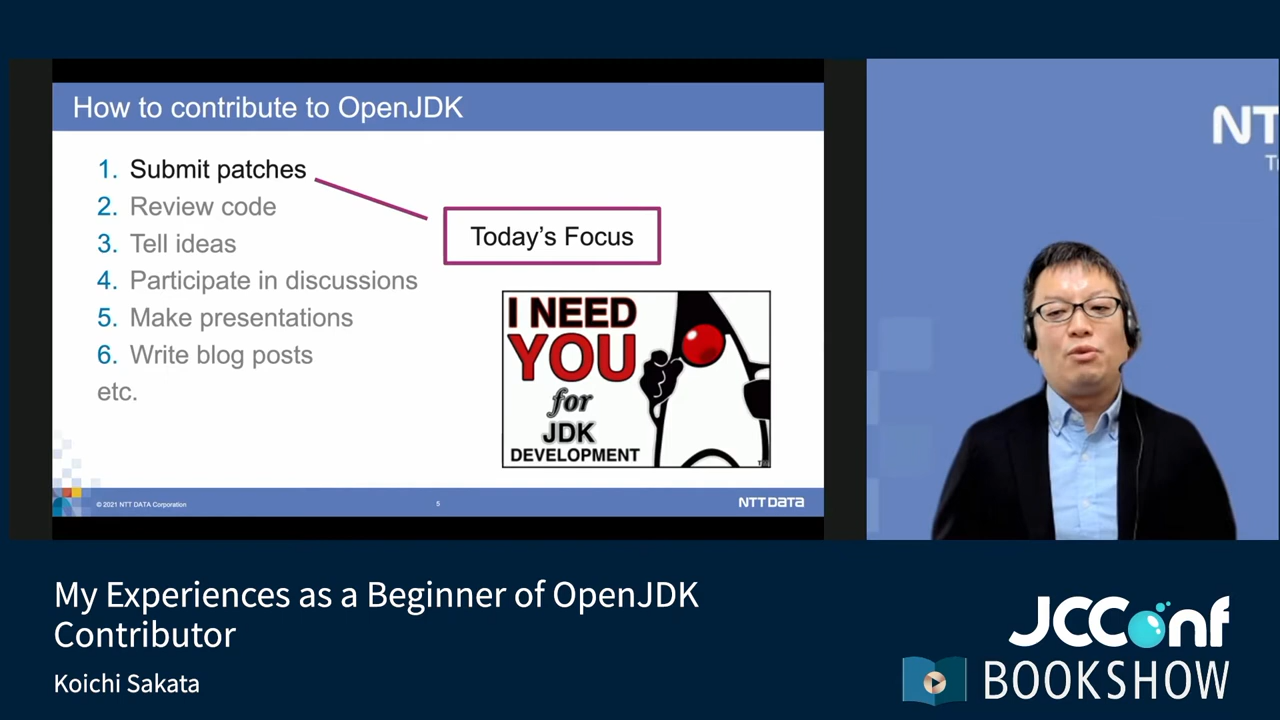 How to contribute to OpenJDK
1. Submit patches
2. Review code
3. Tell ideas
4. Participate in discussions
5. Make presentations
6. Write blog posts
etc.
Today's Focus
I NEED
YOU
for
JDK
DEVELOPMENT
© 2021 NTT DATA Corporation
5
NTT DATA
NT
My Experiences as a Beginner of OpenJDK
Contributor
Koichi Sakata
JCConf
BOOKSHOW